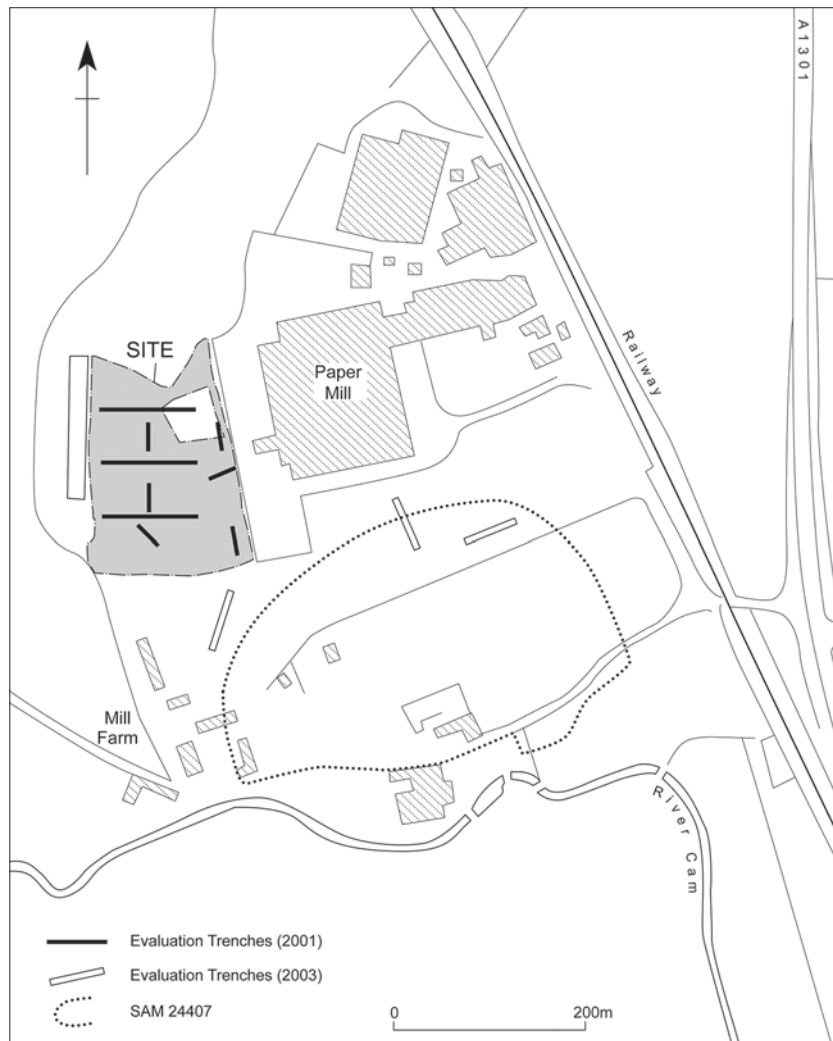 A1301
SITE
Railway
Paper
Mill
Mill
Farm
River Cam
Evaluation Trenches (2001)
Evaluation Trenches (2003)
SAM 24407
0 200m